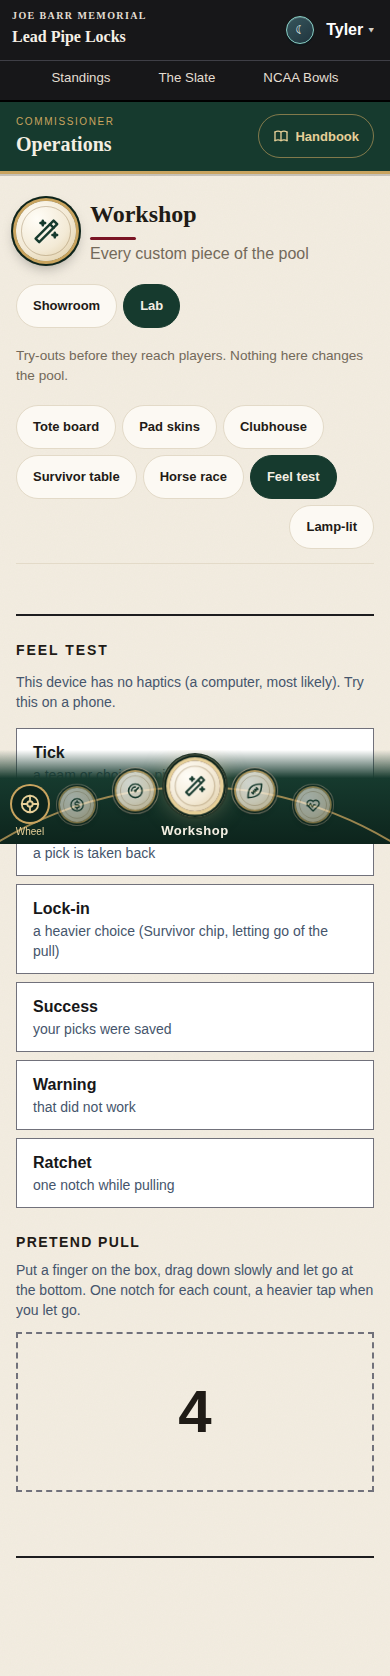 JOE BARR MEMORIAL
Lead Pipe Locks
Tyler
Standings
The Slate
NCAA Bowls
COMMISSIONER
Operations
Handbook
Workshop
Every custom piece of the pool
Showroom
Lab
Try-outs before they reach players. Nothing here changes
the pool.
Tote board
Pad skins
Clubhouse
Survivor table
Horse race
Feel test
Lamp-lit
FEEL TEST
This device has no haptics (a computer, most likely). Try
this on a phone.
Tick
Wheel
Workshop
a pick is taken back
Lock-in
a heavier choice (Survivor chip, letting go of the
pull)
Success
your picks were saved
Warning
that did not work
Ratchet
one notch while pulling
PRETEND PULL
Put a finger on the box, drag down slowly and let go at
the bottom. One notch for each count, a heavier tap when
you let go.
4